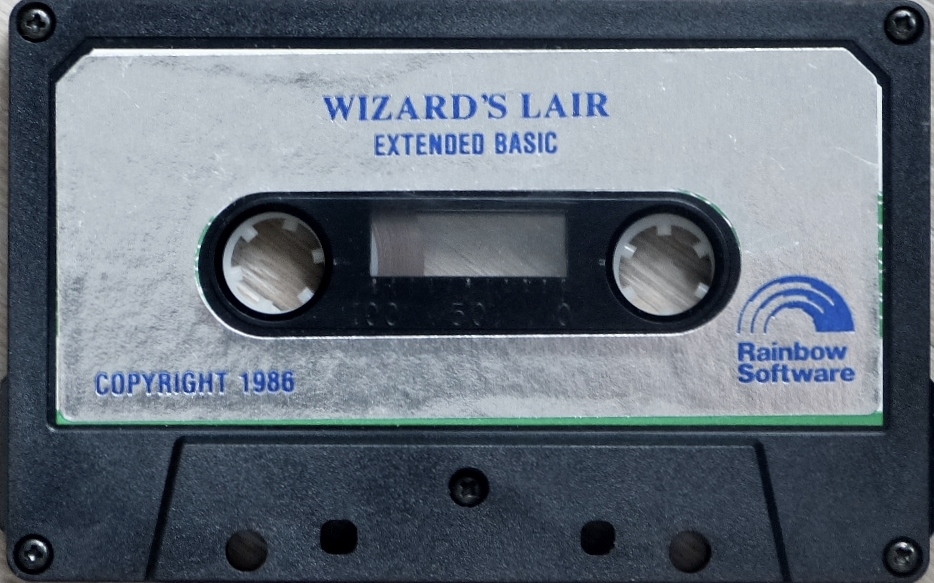 WIZARD'S LAIR
EXTENDED BASIC
100 50 0
COPYRIGHT 1986
Rainbow
Software